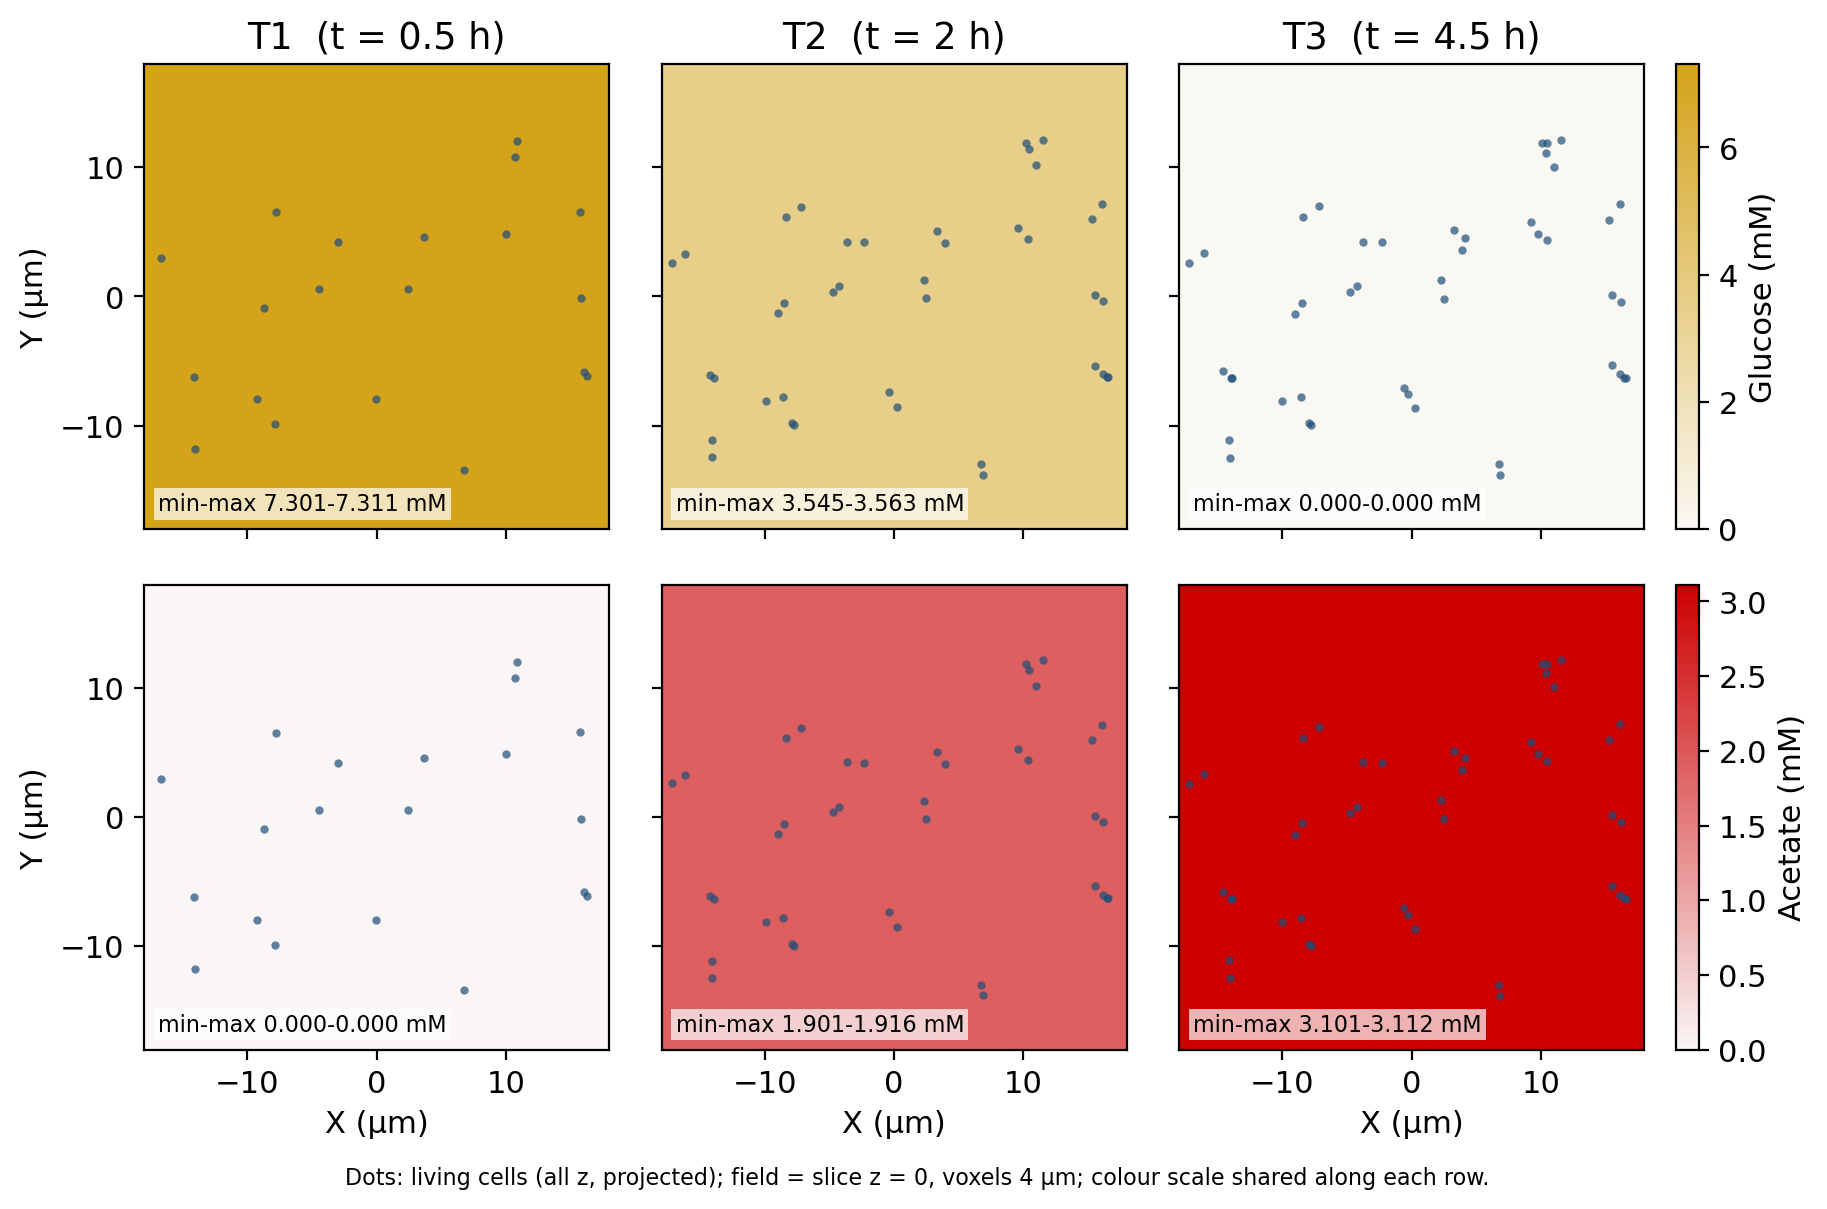 T1  (t = 0.5 h)
T2  (t = 2 h)
T3  (t = 4.5 h)
Y (µm)
10
0
−10
min-max 7.301-7.311 mM
min-max 3.545-3.563 mM
min-max 0.000-0.000 mM
6
4
2
0
Glucose (mM)
Y (µm)
10
0
−10
min-max 0.000-0.000 mM
min-max 1.901-1.916 mM
min-max 3.101-3.112 mM
3.0
2.5
2.0
1.5
1.0
0.5
0.0
Acetate (mM)
−10 0 10
−10 0 10
−10 0 10
X (µm)
X (µm)
X (µm)
Dots: living cells (all z, projected); field = slice z = 0, voxels 4 µm; colour scale shared along each row.